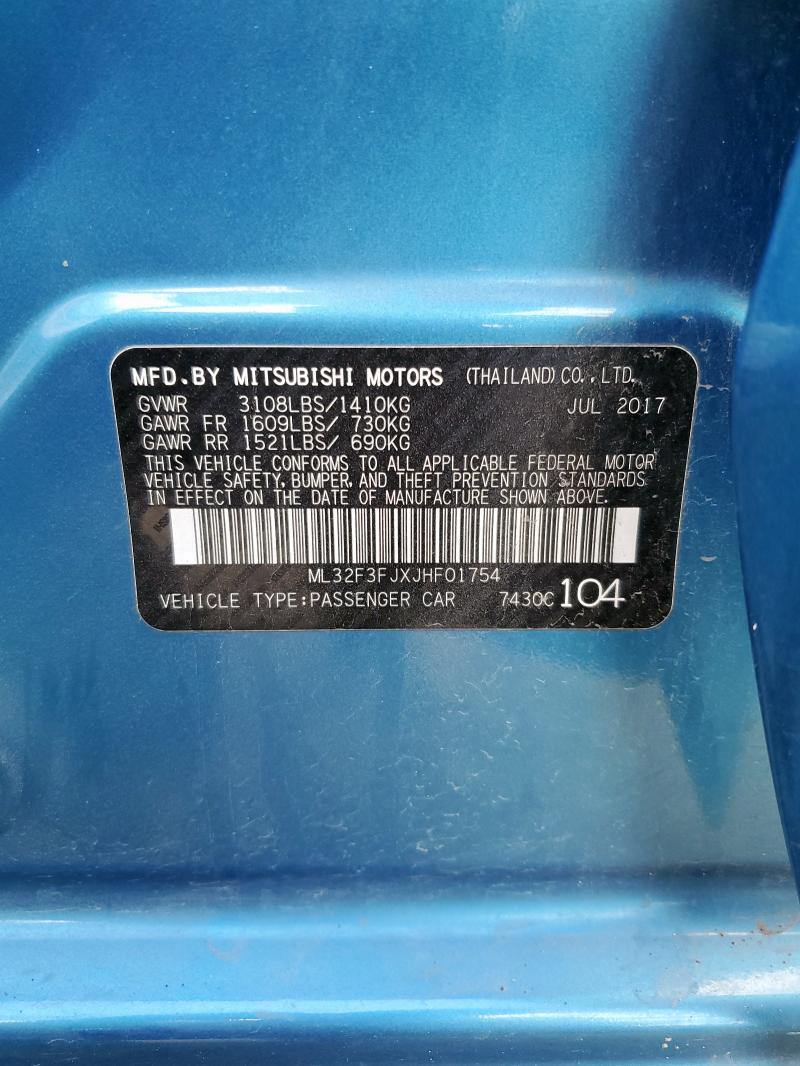 MFD.BY MITSUBISHI MOTORS (THAILAND)CO.,LTD.
GVWR 3108LBS/1410KG JUL 2017
GAWR FR 1609LBS/ 730KG
GAWR RR 1521LBS/ 690KG
THIS VEHICLE CONFORMS TO ALL APPLICABLE FEDERAL MOTOR
VEHICLE SAFETY, BUMPER, AND THEFT PREVENTION STANDARDS
IN EFFECT ON THE DATE OF MANUFACTURE SHOWN ABOVE.
ML32F3FJXJHF01754
VEHICLE TYPE:PASSENGER CAR 7430C 104